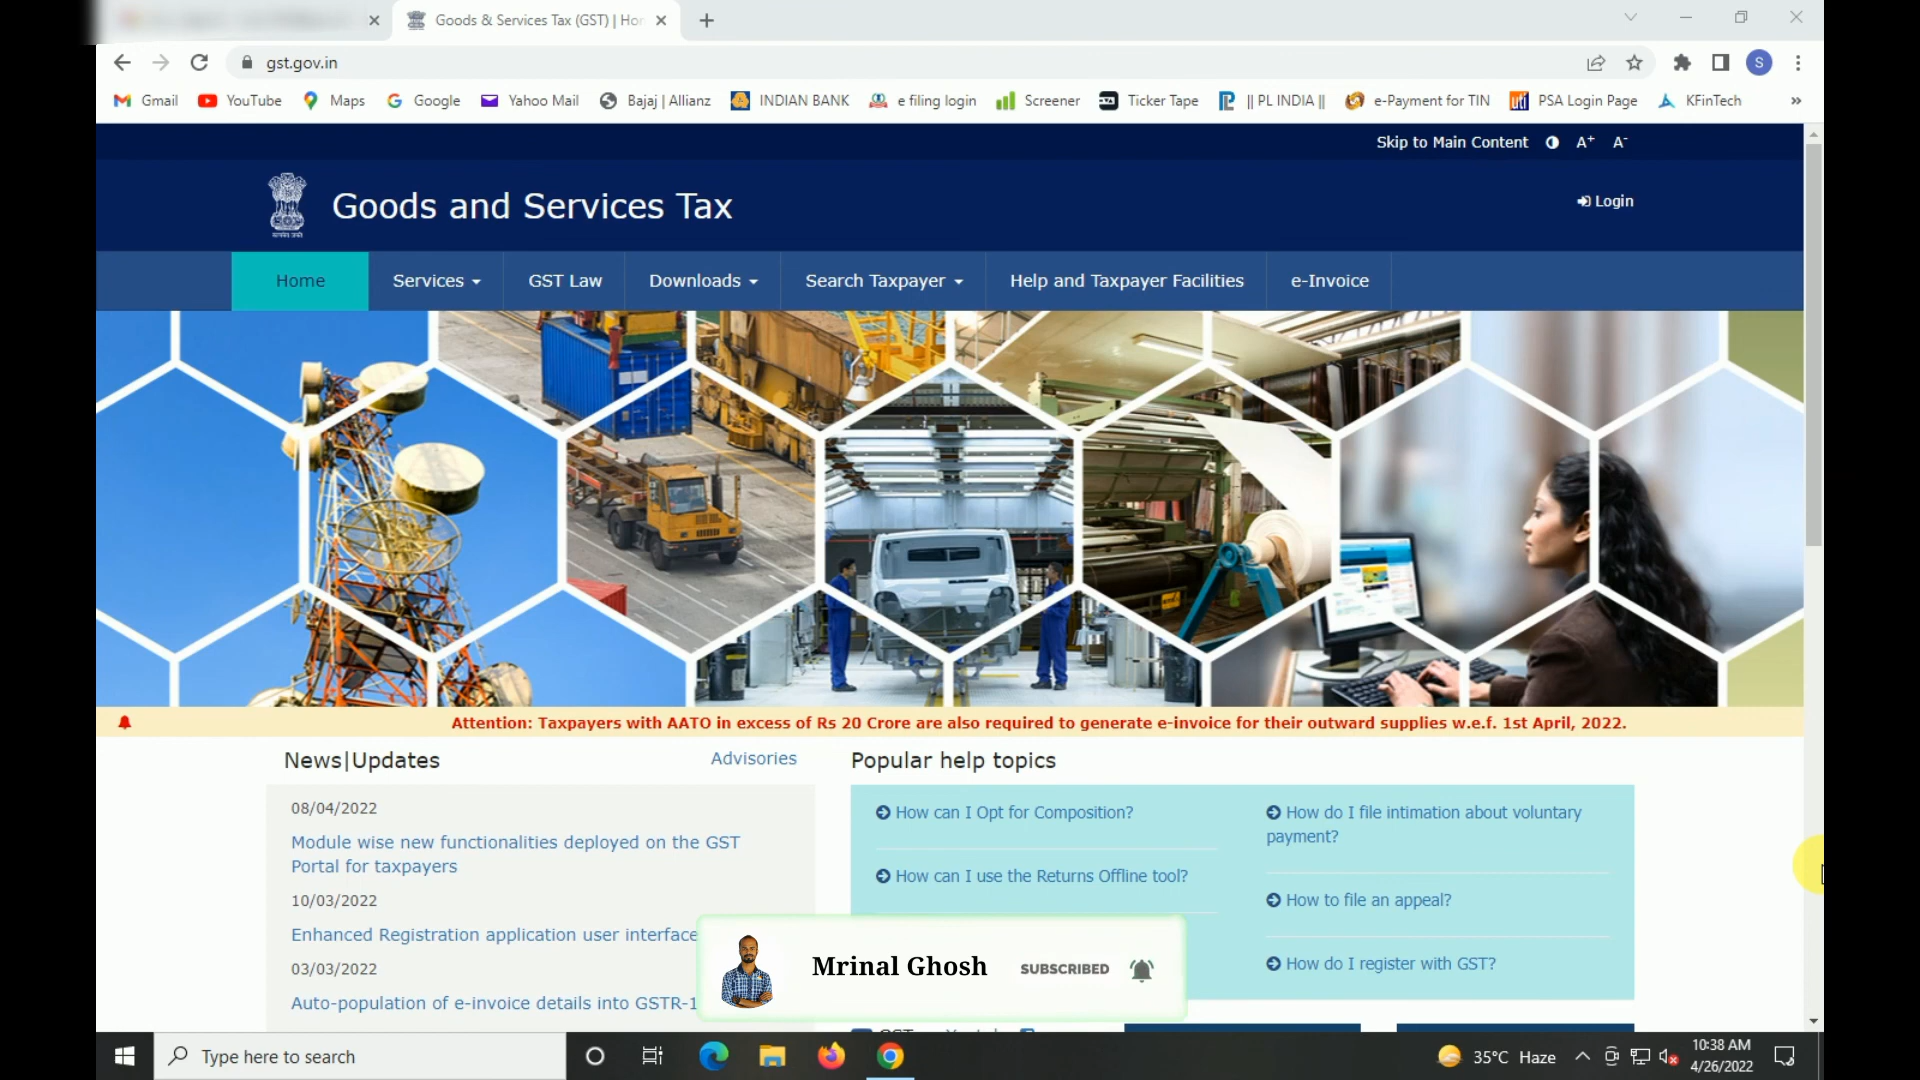 Goods & Services Tax (GST) | Hor
gst.gov.in
S
Gmail
YouTube
Maps
Google
Yahoo Mail
Bajaj | Allianz
INDIAN BANK
e filing login
Screener
Ticker Tape
|| PL INDIA ||
e-Payment for TIN
PSA Login Page
KFinTech
Skip to Main Content
A+
A-
Goods and Services Tax
Login
Home
Services
GST Law
Downloads
Search Taxpayer
Help and Taxpayer Facilities
e-Invoice
Attention: Taxpayers with AATO in excess of Rs 20 Crore are also required to generate e-invoice for their outward supplies w.e.f. 1st April, 2022.
News|Updates
Advisories
08/04/2022
Module wise new functionalities deployed on the GST
Portal for taxpayers
10/03/2022
Enhanced Registration application user interface
03/03/2022
Auto-population of e-invoice details into GSTR-1
Popular help topics
How can I Opt for Composition?
How can I use the Returns Offline tool?
How do I file intimation about voluntary
payment?
How to file an appeal?
How do I register with GST?
Mrinal Ghosh
SUBSCRIBED
Type here to search
35°C Haze
10:38 AM
4/26/2022